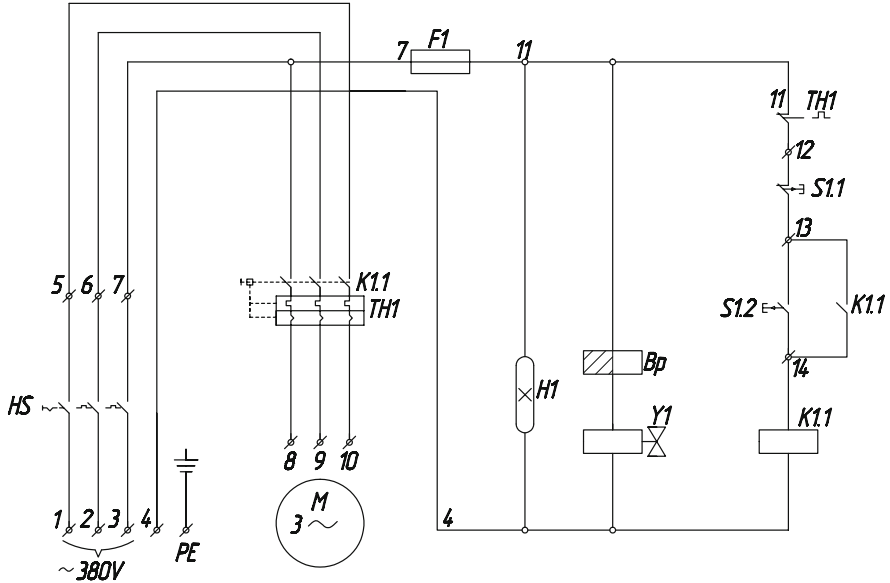 7 F1 11
11 TH1
12
S1.1
13
5 6 7
K1.1
TH1
S1.2 K1.1
14
Bp
H1
HS
Y1
K1.1
8 9 10
M
3 ~
1 2 3 4
4
PE
~380V